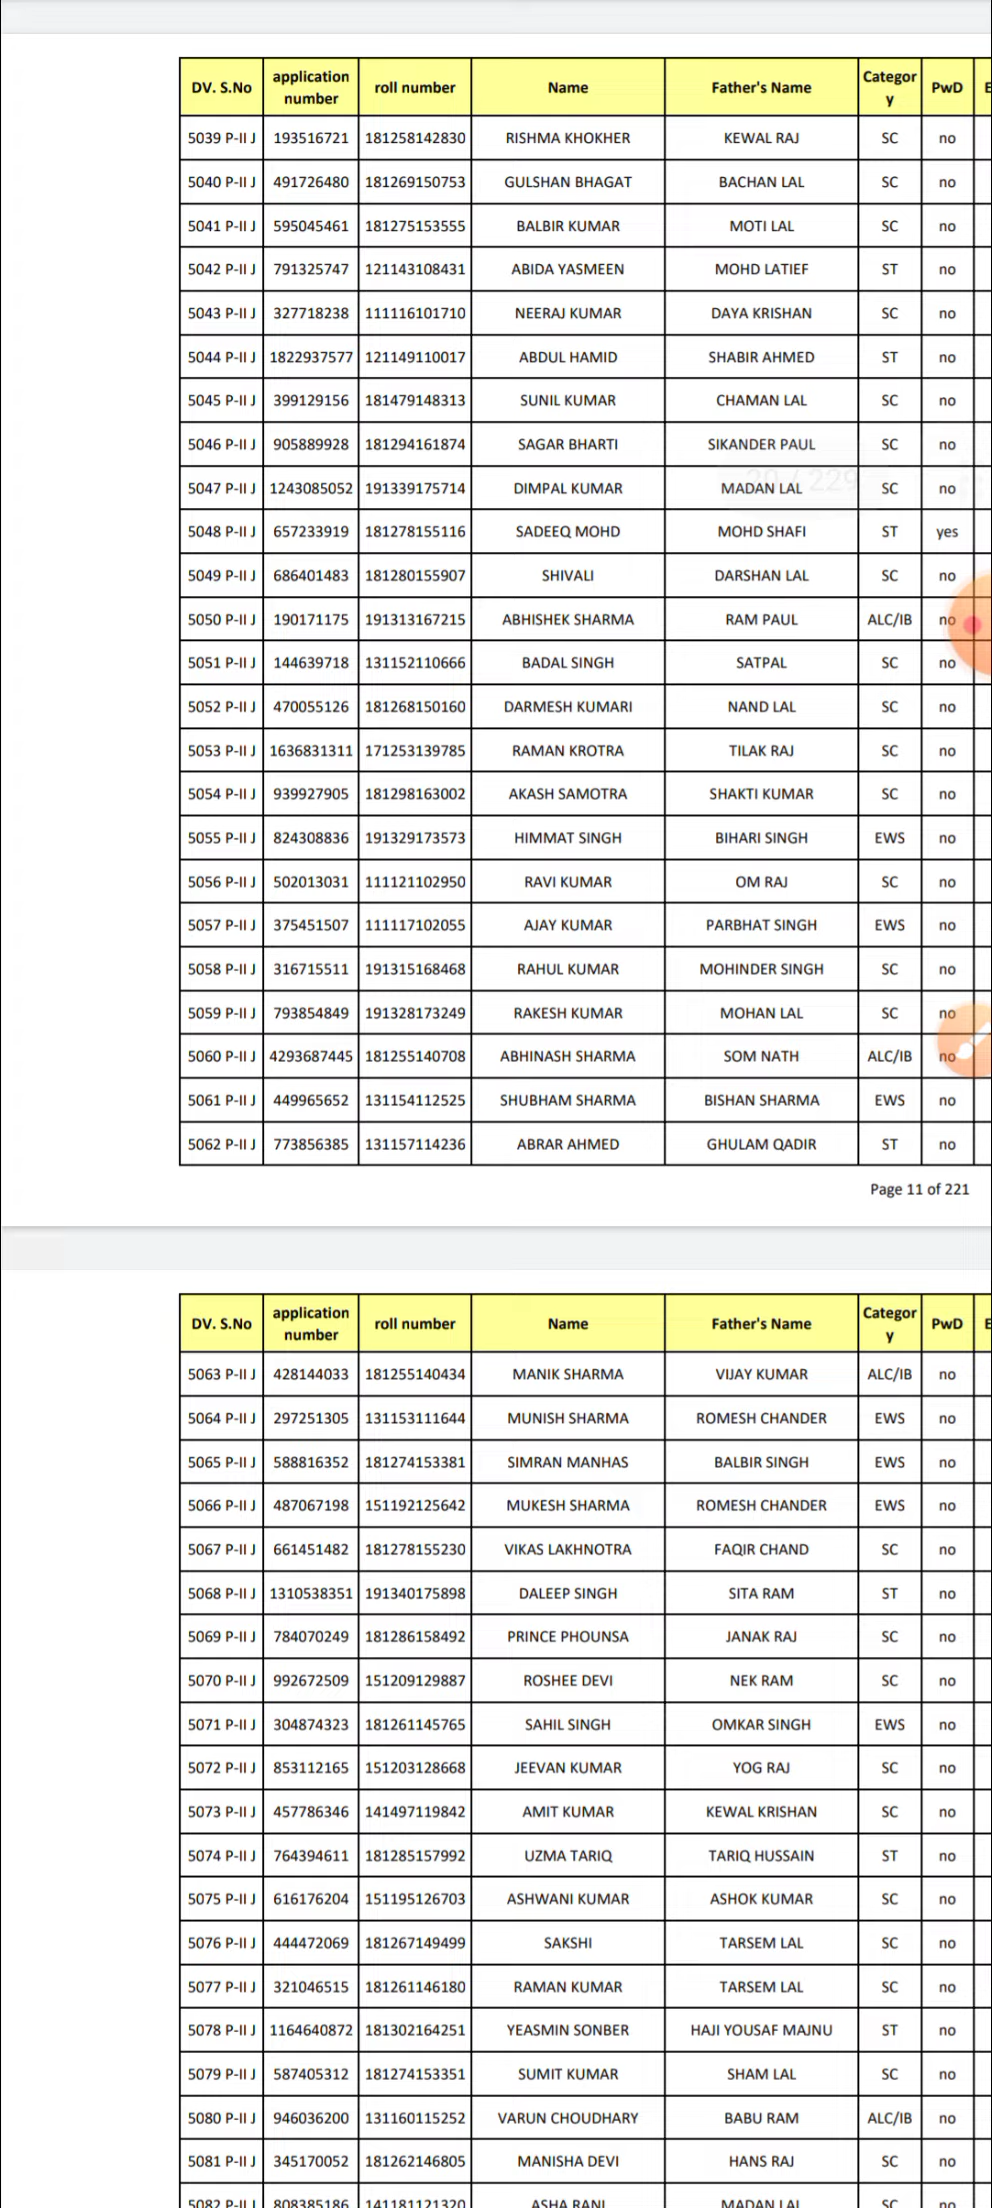 DV. S.No application number roll number Name Father's Name Categor y PwD E
5039 P-II J 193516721 181258142830 RISHMA KHOKHER KEWAL RAJ SC no
5040 P-II J 491726480 181269150753 GULSHAN BHAGAT BACHAN LAL SC no
5041 P-II J 595045461 181275153555 BALBIR KUMAR MOTI LAL SC no
5042 P-II J 791325747 121143108431 ABIDA YASMEEN MOHD LATIEF ST no
5043 P-II J 327718238 111116101710 NEERAJ KUMAR DAYA KRISHAN SC no
5044 P-II J 1822937577 121149110017 ABDUL HAMID SHABIR AHMED ST no
5045 P-II J 399129156 181479148313 SUNIL KUMAR CHAMAN LAL SC no
5046 P-II J 905889928 181294161874 SAGAR BHARTI SIKANDER PAUL SC no
20 / 229
5047 P-II J 1243085052 191339175714 DIMPAL KUMAR MADAN LAL SC no
5048 P-II J 657233919 181278155116 SADEEQ MOHD MOHD SHAFI ST yes
5049 P-II J 686401483 181280155907 SHIVALI DARSHAN LAL SC no
5050 P-II J 190171175 191313167215 ABHISHEK SHARMA RAM PAUL ALC/IB no
5051 P-II J 144639718 131152110666 BADAL SINGH SATPAL SC no
5052 P-II J 470055126 181268150160 DARMESH KUMARI NAND LAL SC no
5053 P-II J 1636831311 171253139785 RAMAN KROTRA TILAK RAJ SC no
5054 P-II J 939927905 181298163002 AKASH SAMOTRA SHAKTI KUMAR SC no
5055 P-II J 824308836 191329173573 HIMMAT SINGH BIHARI SINGH EWS no
5056 P-II J 502013031 111121102950 RAVI KUMAR OM RAJ SC no
5057 P-II J 375451507 111117102055 AJAY KUMAR PARBHAT SINGH EWS no
5058 P-II J 316715511 191315168468 RAHUL KUMAR MOHINDER SINGH SC no
5059 P-II J 793854849 191328173249 RAKESH KUMAR MOHAN LAL SC no
5060 P-II J 4293687445 181255140708 ABHINASH SHARMA SOM NATH ALC/IB no
5061 P-II J 449965652 131154112525 SHUBHAM SHARMA BISHAN SHARMA EWS no
5062 P-II J 773856385 131157114236 ABRAR AHMED GHULAM QADIR ST no
Page 11 of 221
DV. S.No application number roll number Name Father's Name Categor y PwD E
5063 P-II J 428144033 181255140434 MANIK SHARMA VIJAY KUMAR ALC/IB no
5064 P-II J 297251305 131153111644 MUNISH SHARMA ROMESH CHANDER EWS no
5065 P-II J 588816352 181274153381 SIMRAN MANHAS BALBIR SINGH EWS no
5066 P-II J 487067198 151192125642 MUKESH SHARMA ROMESH CHANDER EWS no
5067 P-II J 661451482 181278155230 VIKAS LAKHNOTRA FAQIR CHAND SC no
5068 P-II J 1310538351 191340175898 DALEEP SINGH SITA RAM ST no
5069 P-II J 784070249 181286158492 PRINCE PHOUNSA JANAK RAJ SC no
5070 P-II J 992672509 151209129887 ROSHEE DEVI NEK RAM SC no
5071 P-II J 304874323 181261145765 SAHIL SINGH OMKAR SINGH EWS no
5072 P-II J 853112165 151203128668 JEEVAN KUMAR YOG RAJ SC no
5073 P-II J 457786346 141497119842 AMIT KUMAR KEWAL KRISHAN SC no
5074 P-II J 764394611 181285157992 UZMA TARIQ TARIQ HUSSAIN ST no
5075 P-II J 616176204 151195126703 ASHWANI KUMAR ASHOK KUMAR SC no
5076 P-II J 444472069 181267149499 SAKSHI TARSEM LAL SC no
5077 P-II J 321046515 181261146180 RAMAN KUMAR TARSEM LAL SC no
5078 P-II J 1164640872 181302164251 YEASMIN SONBER HAJI YOUSAF MAJNU ST no
5079 P-II J 587405312 181274153351 SUMIT KUMAR SHAM LAL SC no
5080 P-II J 946036200 131160115252 VARUN CHOUDHARY BABU RAM ALC/IB no
5081 P-II J 345170052 181262146805 MANISHA DEVI HANS RAJ SC no
5082 P-II J 808385186 141181121320 ASHA RANI MADAN LAL SC no